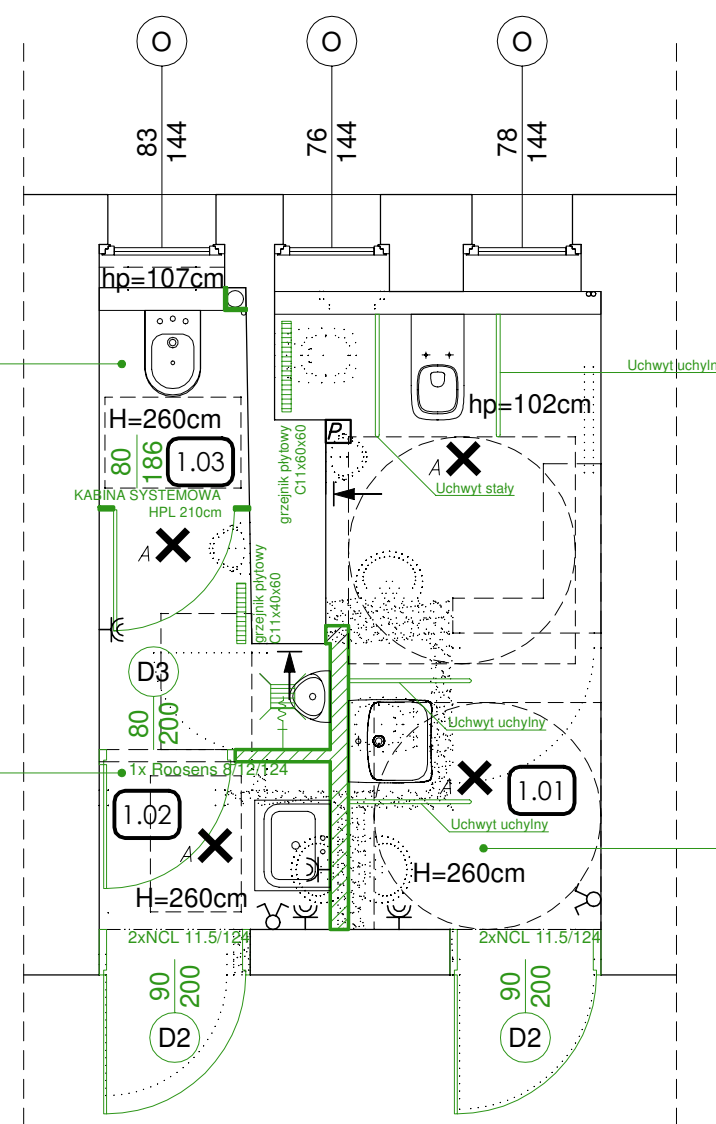 O
O
O
83
144
76
144
78
144
hp=107cm
H=260cm
80
186
1.03
KABINA SYSTEMOWA
HPL 210cm
A
grzejnik płytowy
C11x60x60
grzejnik płytowy
C11x40x60
P
Uchwyt uchyln
hp=102cm
A
Uchwyt stały
D3
80
200
Uchwyt uchylny
1x Roosens 8/12/124
1.02
A
H=260cm
A
1.01
Uchwyt uchylny
H=260cm
2xNCL 11.5/124
2xNCL 11.5/124
90
200
D2
90
200
D2